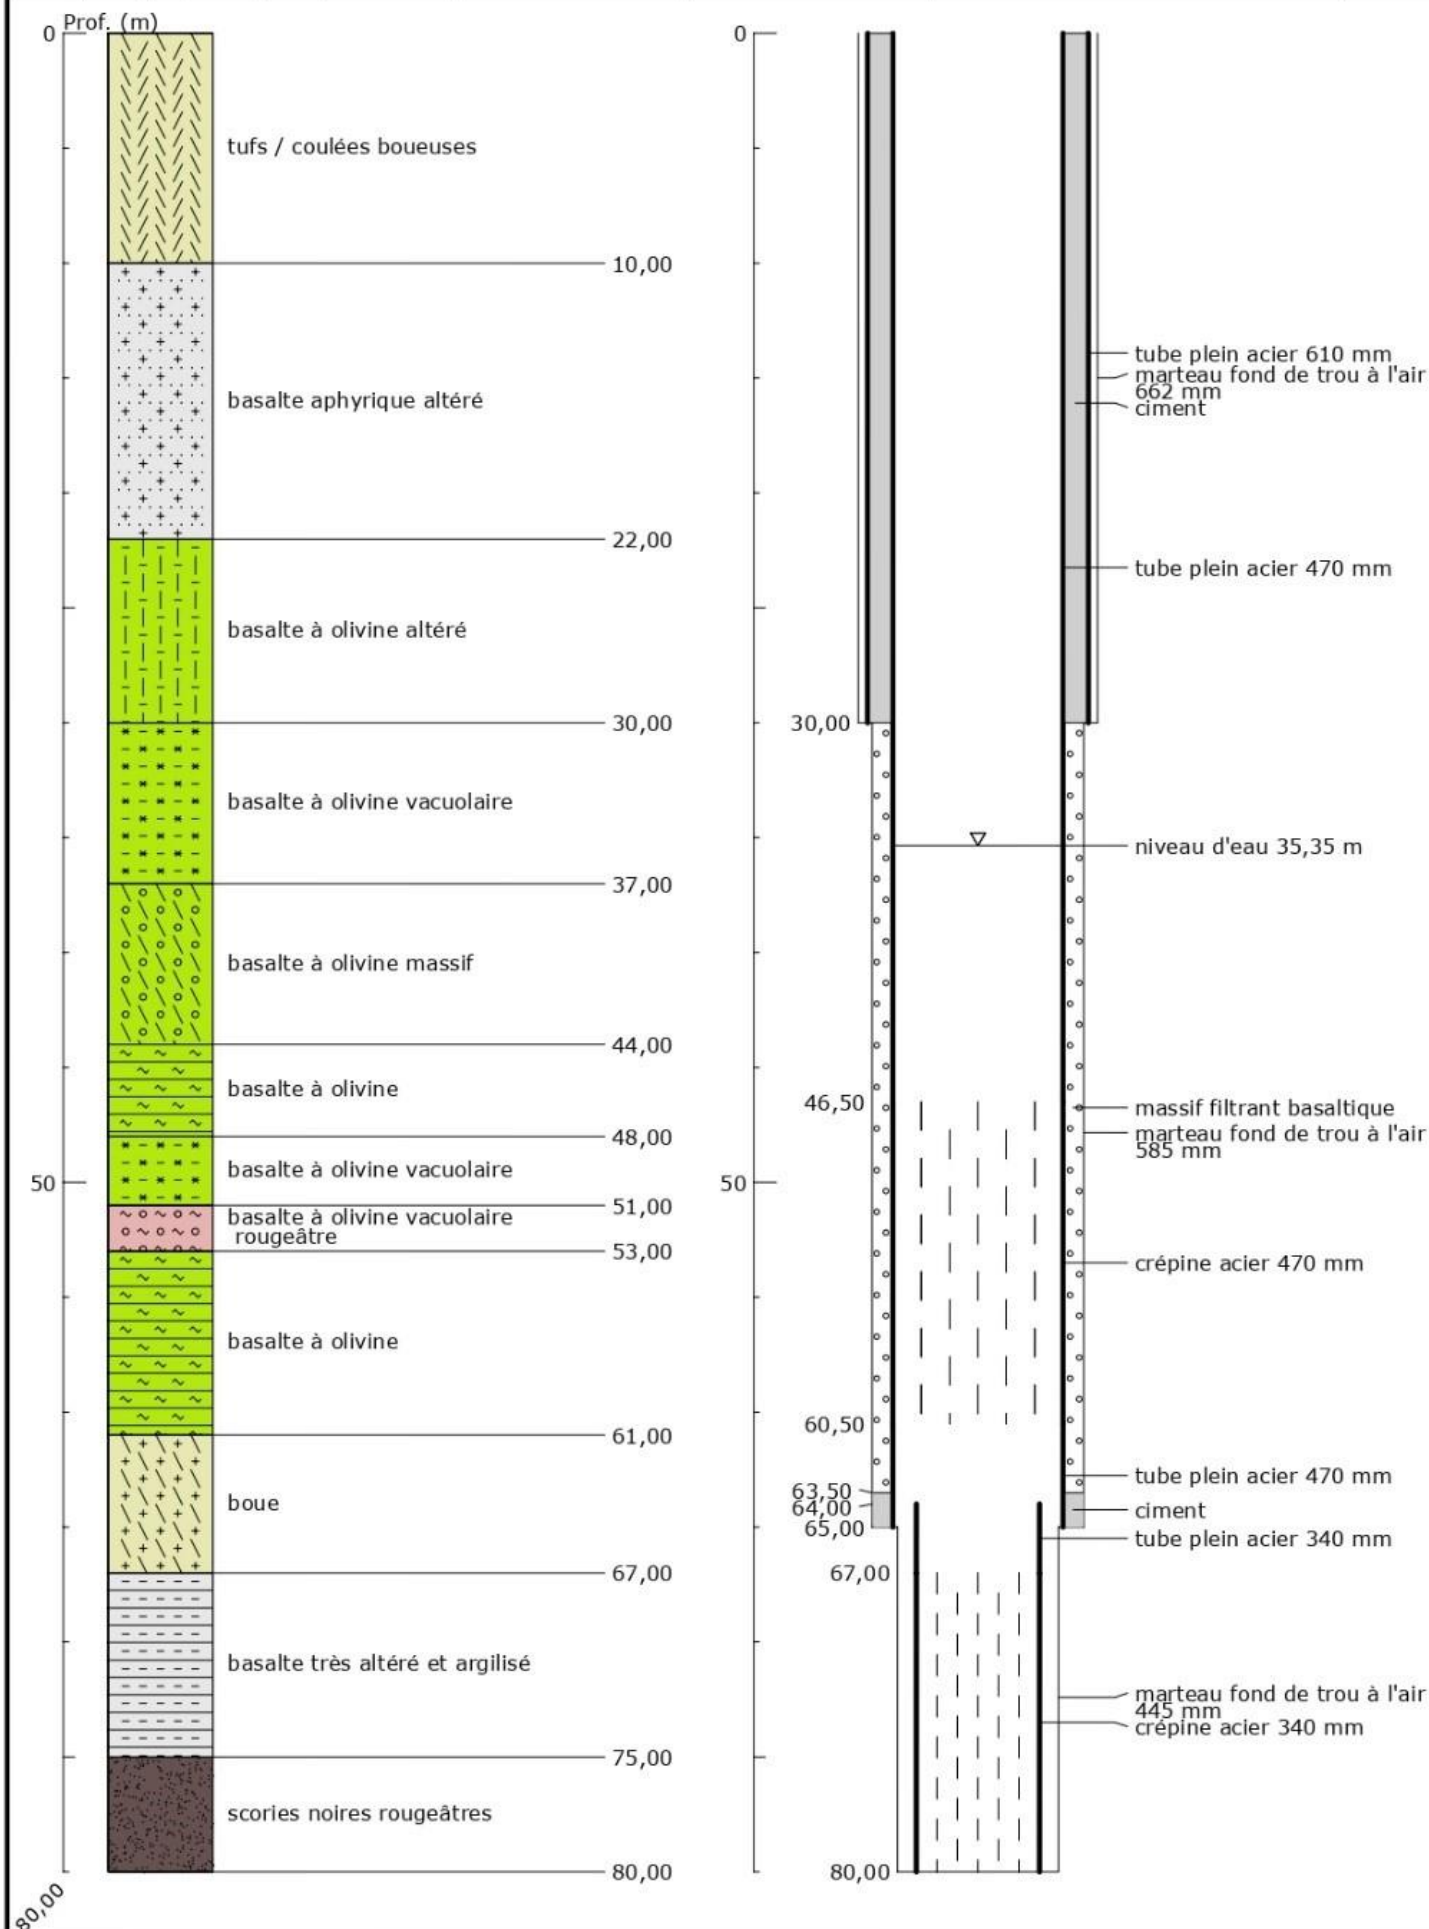 Prof. (m)
0
tufs / coulées boueuses
10,00
basalte aphyrique altéré
22,00
basalte à olivine altéré
30,00
basalte à olivine vacuolaire
37,00
basalte à olivine massif
44,00
basalte à olivine
48,00
basalte à olivine vacuolaire
50
51,00
basalte à olivine vacuolaire
rougeâtre
53,00
basalte à olivine
61,00
boue
67,00
basalte très altéré et argilisé
75,00
scories noires rougeâtres
80,00
80,00
0
tube plein acier 610 mm
marteau fond de trou à l'air
662 mm
ciment
tube plein acier 470 mm
30,00
niveau d'eau 35,35 m
46,50
massif filtrant basaltique
marteau fond de trou à l'air
585 mm
50
crépine acier 470 mm
60,50
tube plein acier 470 mm
63,50
64,00
ciment
65,00
tube plein acier 340 mm
67,00
marteau fond de trou à l'air
445 mm
crépine acier 340 mm
80,00